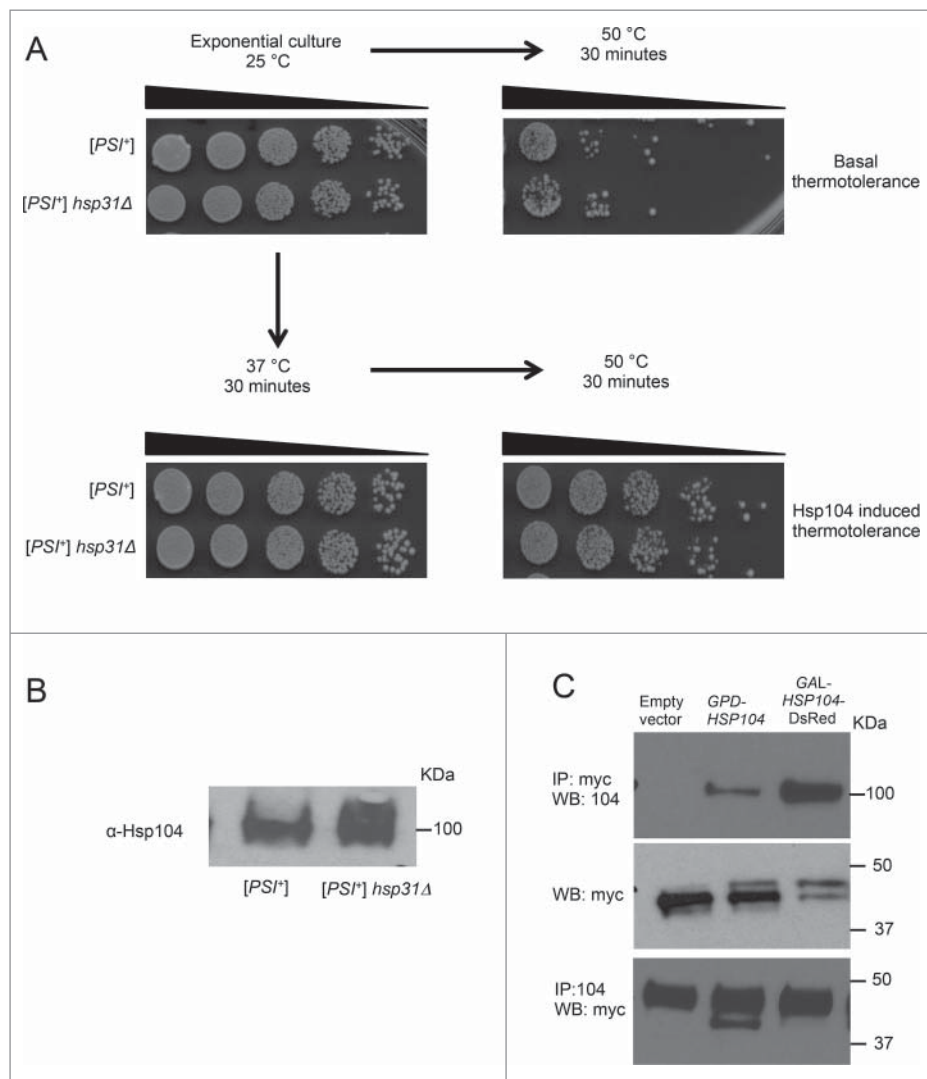 A
Exponential culture
25 °C
50 °C
30 minutes
[PSI+]
[PSI+] hsp31Δ
Basal
thermotolerance
37 °C
30 minutes
50 °C
30 minutes
[PSI+]
[PSI+] hsp31Δ
Hsp104 induced
thermotolerance
B
KDa
α-Hsp104
100
[PSI+]
[PSI+] hsp31Δ
C
Empty
vector
GPD-
HSP104
GAL-
HSP104-
DsRed
KDa
IP: myc
WB: 104
100
WB: myc
50
37
IP:104
WB: myc
50
37